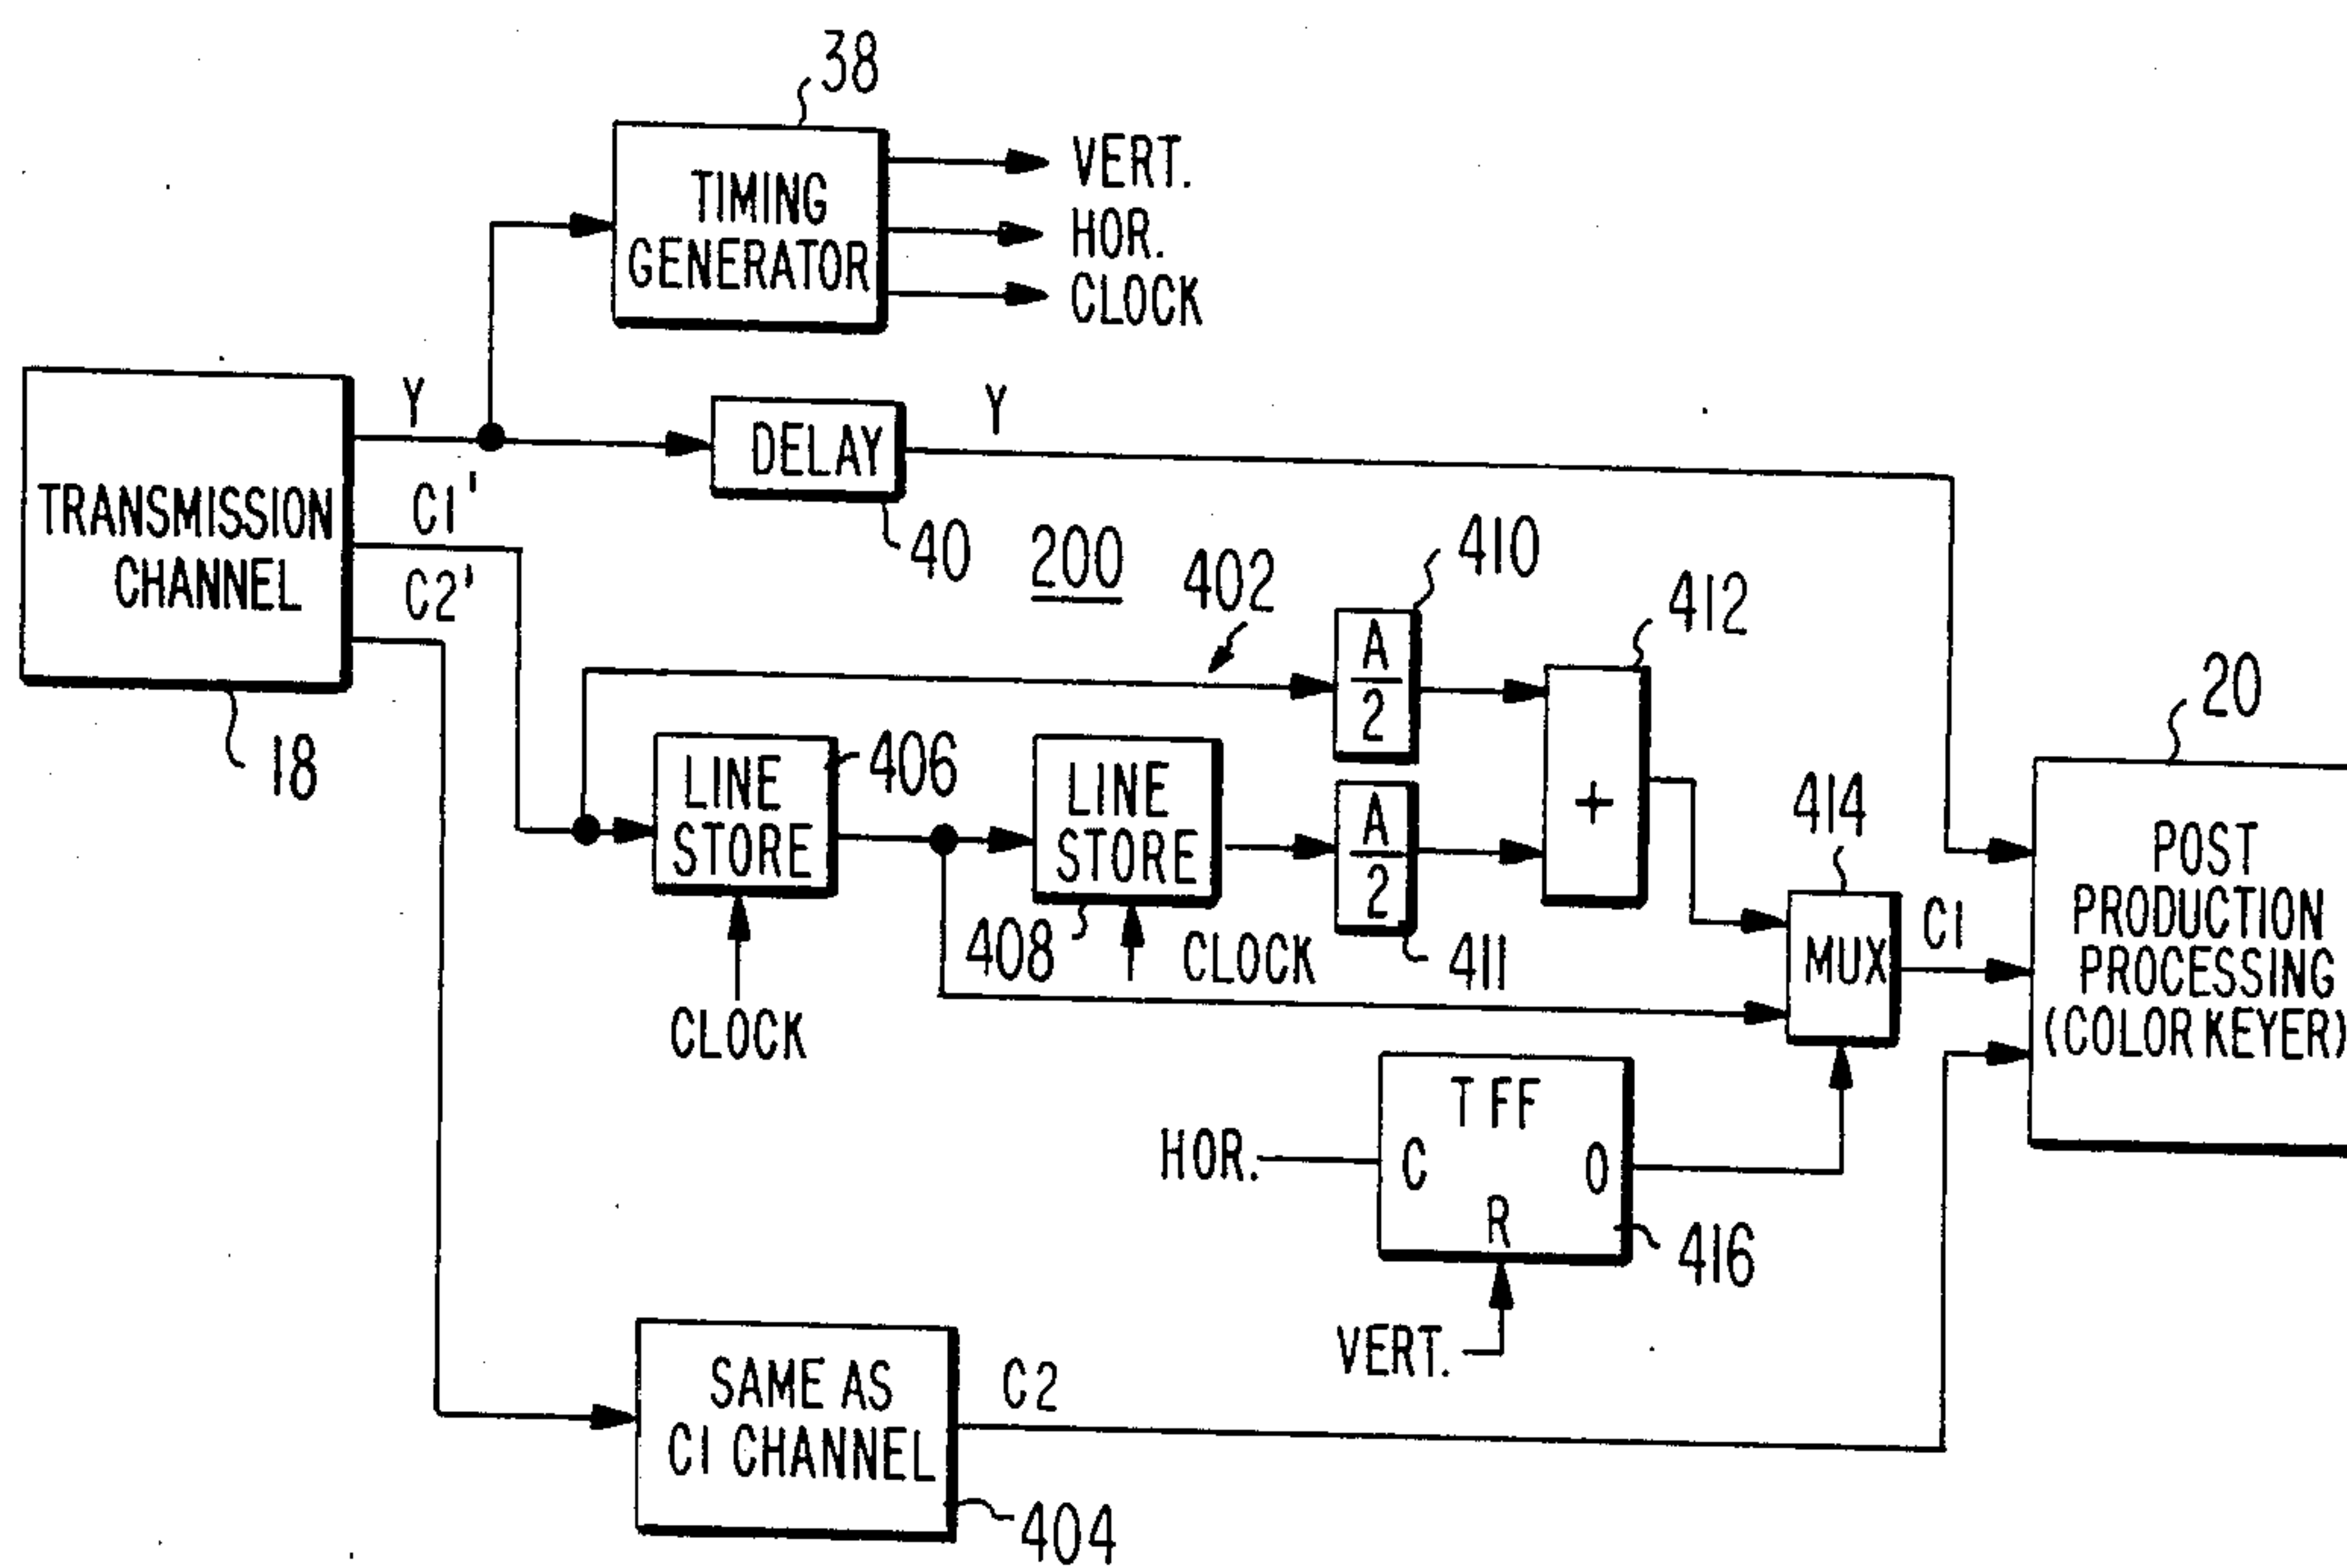 38
TIMING
GENERATOR
VERT.
HOR.
CLOCK
TRANSMISSION
CHANNEL
18
Y
C1'
C2'
DELAY
40
Y
200
402
410
A
2
412
+
LINE
STORE
406
CLOCK
LINE
STORE
408
CLOCK
A
2
411
414
MUX
C1
20
POST
PRODUCTION
PROCESSING
(COLOR KEYER)
HOR.
TFF
C
O
R
416
VERT.
SAME AS
C1 CHANNEL
404
C2